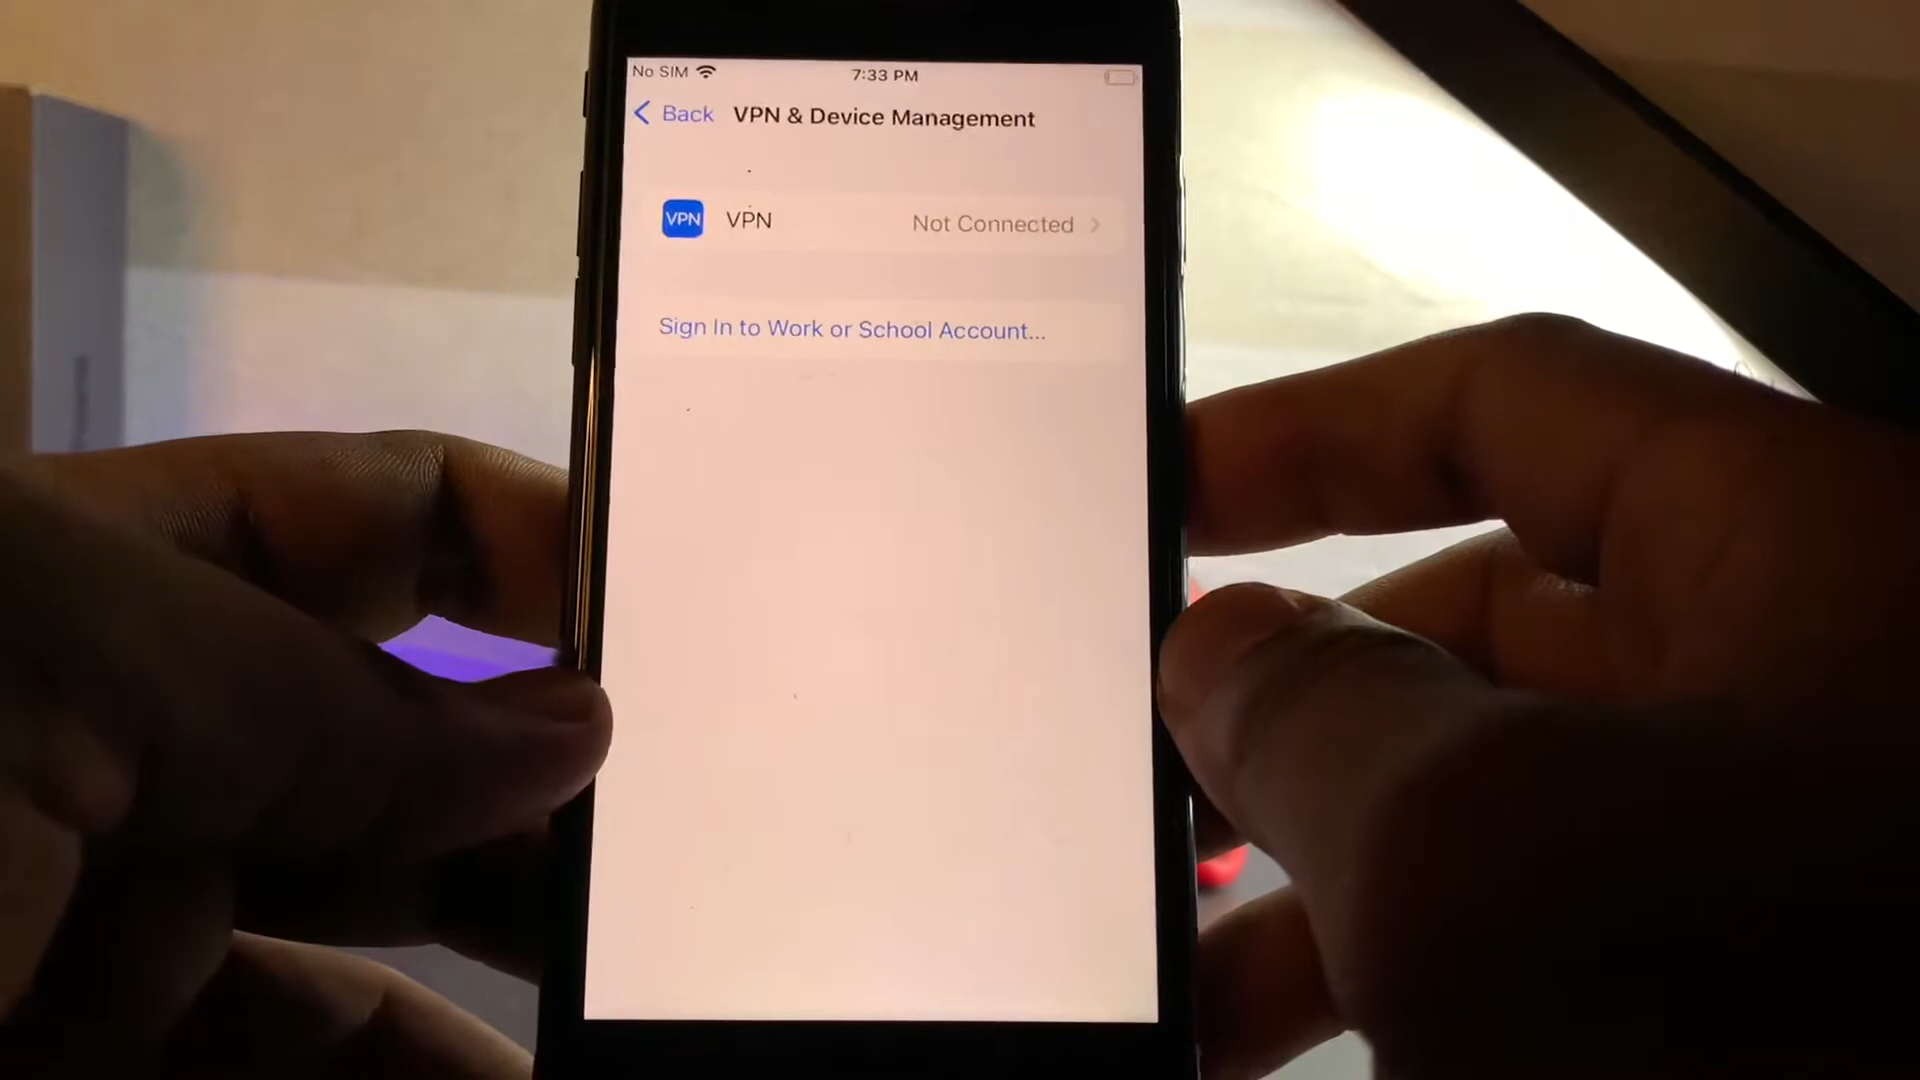 No SIM 7:33 PM
Back VPN & Device Management
VPN VPN Not Connected
Sign In to Work or School Account...